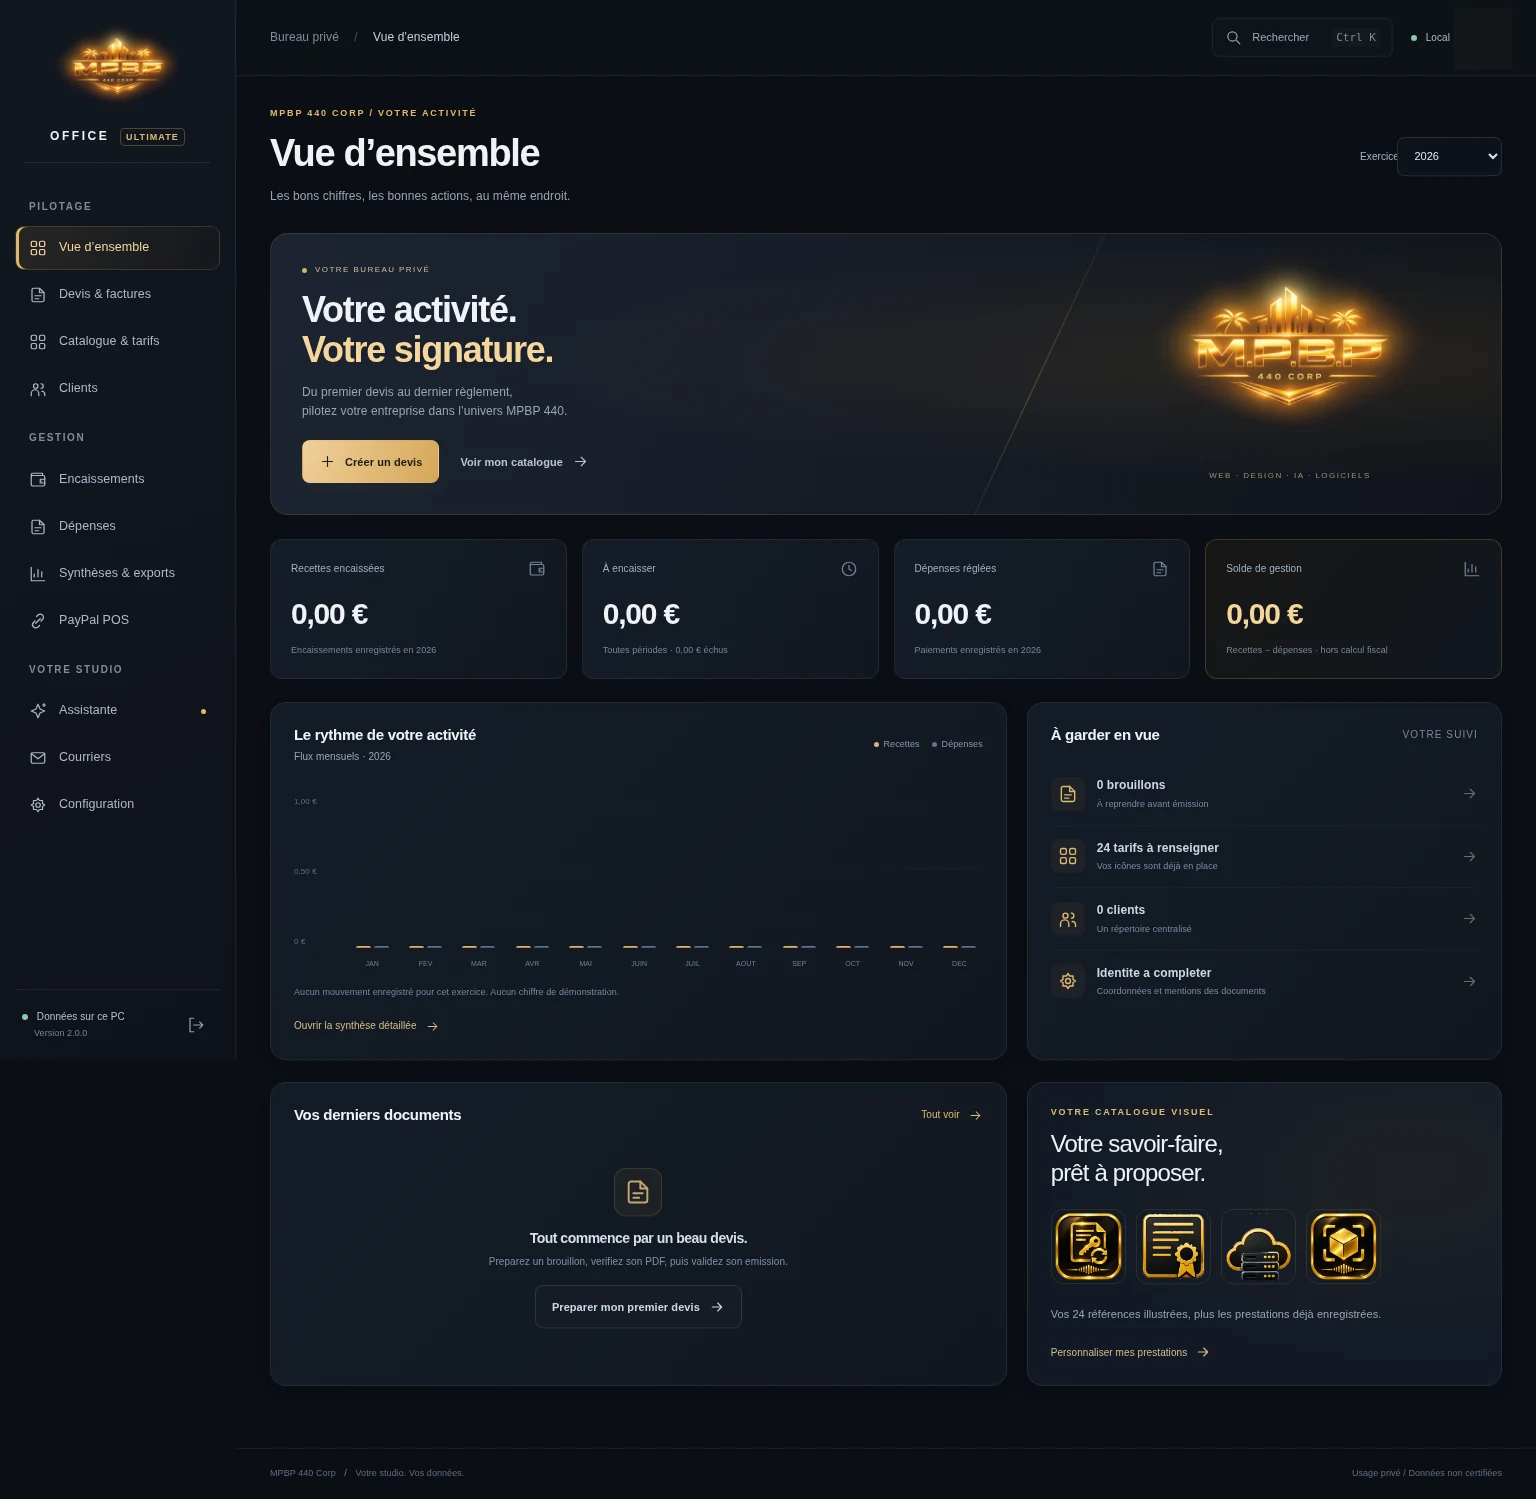 M.P.B.P
440 CORP
OFFICE ULTIMATE
PILOTAGE
Vue d’ensemble
Devis & factures
Catalogue & tarifs
Clients
GESTION
Encaissements
Dépenses
Synthèses & exports
PayPal POS
VOTRE STUDIO
Assistante
Courriers
Configuration
Données sur ce PC
Version 2.0.0
Bureau privé / Vue d’ensemble
Rechercher Ctrl K
Local
MPBP 440 CORP / VOTRE ACTIVITÉ
Vue d’ensemble
Les bons chiffres, les bonnes actions, au même endroit.
Exercice 2026
VOTRE BUREAU PRIVÉ
Votre activité.
Votre signature.
Du premier devis au dernier règlement,
pilotez votre entreprise dans l’univers MPBP 440.
Créer un devis
Voir mon catalogue
M.P.B.P
440 CORP
WEB · DESIGN · IA · LOGICIELS
Recettes encaissées
0,00 €
Encaissements enregistrés en 2026
À encaisser
0,00 €
Toutes périodes · 0,00 € échus
Dépenses réglées
0,00 €
Paiements enregistrés en 2026
Solde de gestion
0,00 €
Recettes − dépenses · hors calcul fiscal
Le rythme de votre activité
Flux mensuels · 2026
Recettes Dépenses
1,00 €
0,50 €
0 €
JAN FEV MAR AVR MAI JUIN JUIL AOUT SEP OCT NOV DEC
Aucun mouvement enregistré pour cet exercice. Aucun chiffre de démonstration.
Ouvrir la synthèse détaillée
À garder en vue
VOTRE SUIVI
0 brouillons
À reprendre avant émission
24 tarifs à renseigner
Vos icônes sont déjà en place
0 clients
Un répertoire centralisé
Identite a completer
Coordonnées et mentions des documents
Vos derniers documents
Tout voir
Tout commence par un beau devis.
Preparez un brouillon, verifiez son PDF, puis validez son emission.
Preparer mon premier devis
VOTRE CATALOGUE VISUEL
Votre savoir-faire,
prêt à proposer.
Vos 24 références illustrées, plus les prestations déjà enregistrées.
Personnaliser mes prestations
MPBP 440 Corp / Votre studio. Vos données.
Usage privé / Données non certifiées